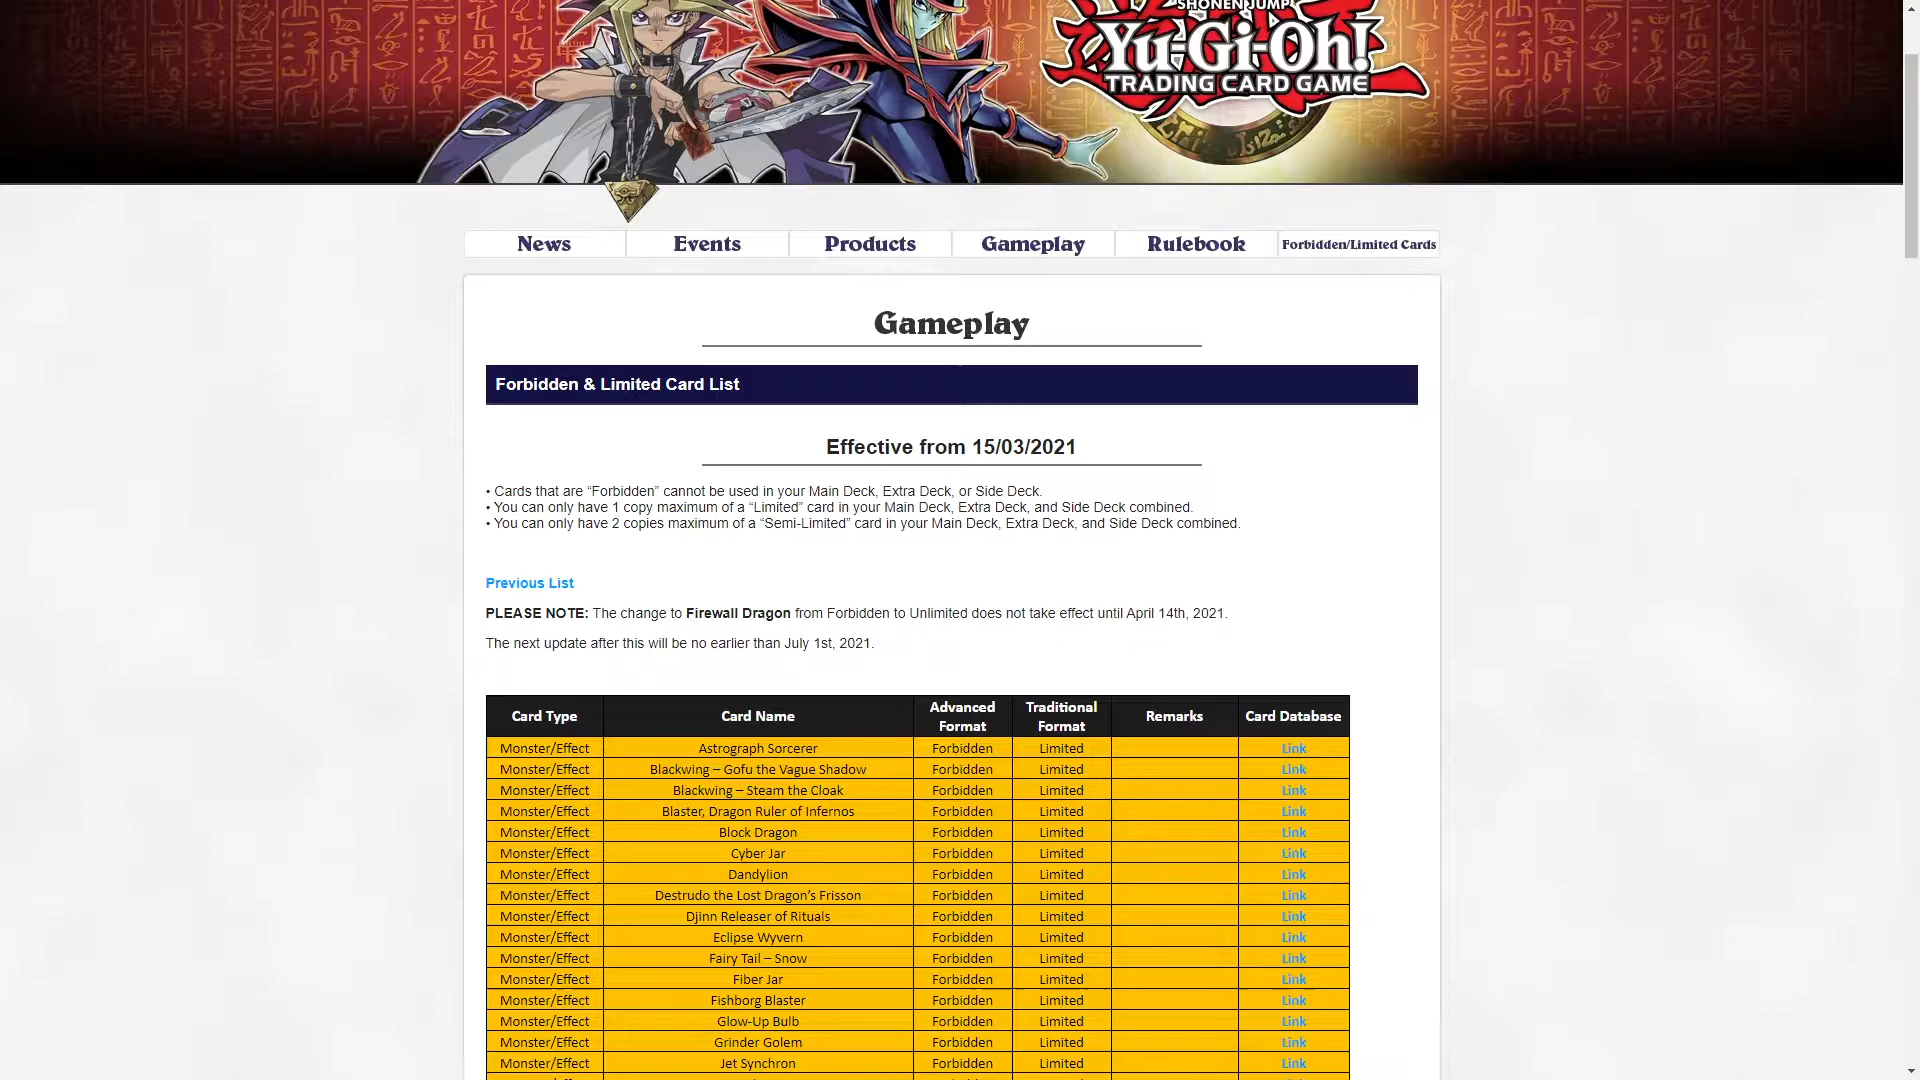 SHONEN JUMP
Yu-Gi-Oh!
TRADING CARD GAME
News Events Products Gameplay Rulebook Forbidden/Limited Cards
Gameplay
Forbidden & Limited Card List
Effective from 15/03/2021
• Cards that are “Forbidden” cannot be used in your Main Deck, Extra Deck, or Side Deck.
• You can only have 1 copy maximum of a “Limited” card in your Main Deck, Extra Deck, and Side Deck combined.
• You can only have 2 copies maximum of a “Semi-Limited” card in your Main Deck, Extra Deck, and Side Deck combined.
Previous List
PLEASE NOTE: The change to Firewall Dragon from Forbidden to Unlimited does not take effect until April 14th, 2021.
The next update after this will be no earlier than July 1st, 2021.
Card Type Card Name Advanced Format Traditional Format Remarks Card Database
Monster/Effect Astrograph Sorcerer Forbidden Limited Link
Monster/Effect Blackwing – Gofu the Vague Shadow Forbidden Limited Link
Monster/Effect Blackwing – Steam the Cloak Forbidden Limited Link
Monster/Effect Blaster, Dragon Ruler of Infernos Forbidden Limited Link
Monster/Effect Block Dragon Forbidden Limited Link
Monster/Effect Cyber Jar Forbidden Limited Link
Monster/Effect Dandylion Forbidden Limited Link
Monster/Effect Destrudo the Lost Dragon’s Frisson Forbidden Limited Link
Monster/Effect Djinn Releaser of Rituals Forbidden Limited Link
Monster/Effect Eclipse Wyvern Forbidden Limited Link
Monster/Effect Fairy Tail – Snow Forbidden Limited Link
Monster/Effect Fiber Jar Forbidden Limited Link
Monster/Effect Fishborg Blaster Forbidden Limited Link
Monster/Effect Glow-Up Bulb Forbidden Limited Link
Monster/Effect Grinder Golem Forbidden Limited Link
Monster/Effect Jet Synchron Forbidden Limited Link